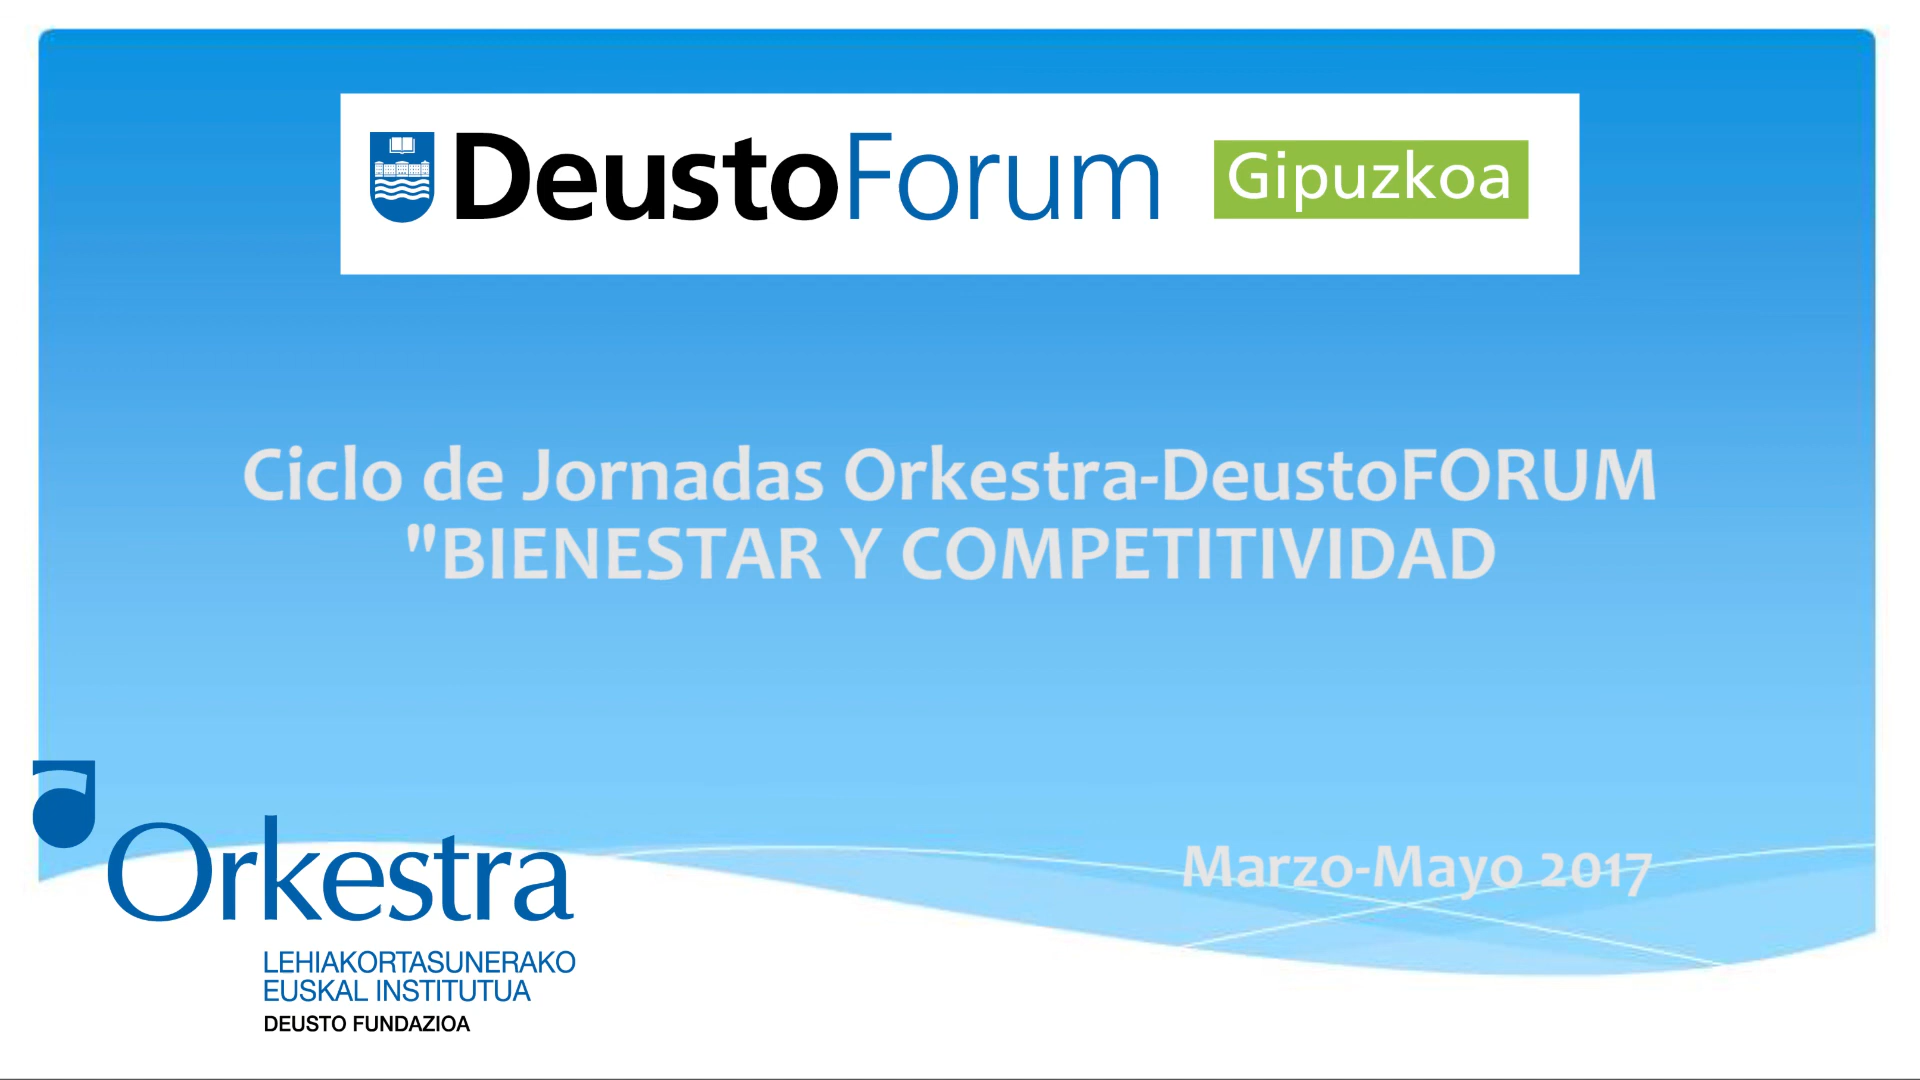 DeustoForum Gipuzkoa
Ciclo de Jornadas Orkestra-DeustoFORUM
"BIENESTAR Y COMPETITIVIDAD
Marzo-Mayo 2017
Orkestra
LEHIAKORTASUNERAKO
EUSKAL INSTITUTUA
DEUSTO FUNDAZIOA